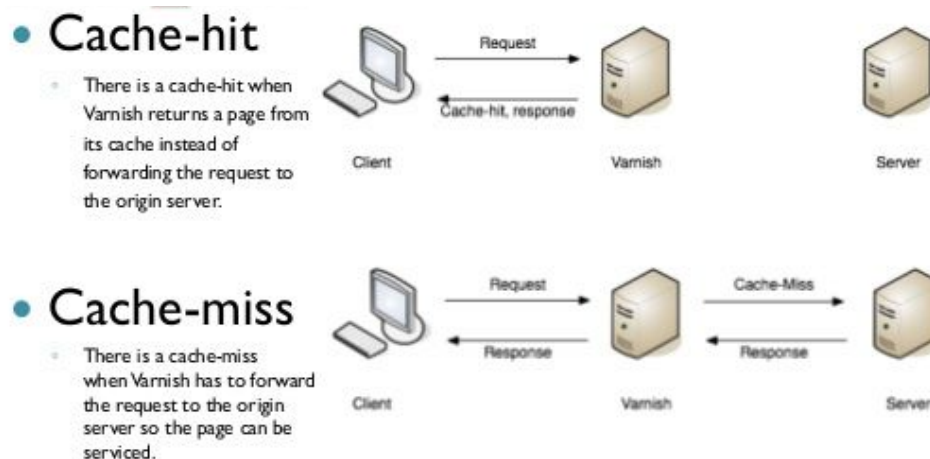 Cache-hit
There is a cache-hit when
Varnish returns a page from
its cache instead of
forwarding the request to
the origin server.
Request
Cache-hit, response
Client
Varnish
Server
Cache-miss
There is a cache-miss
when Varnish has to forward
the request to the origin
server so the page can be
serviced.
Request
Cache-Miss
Response
Response
Client
Varnish
Server